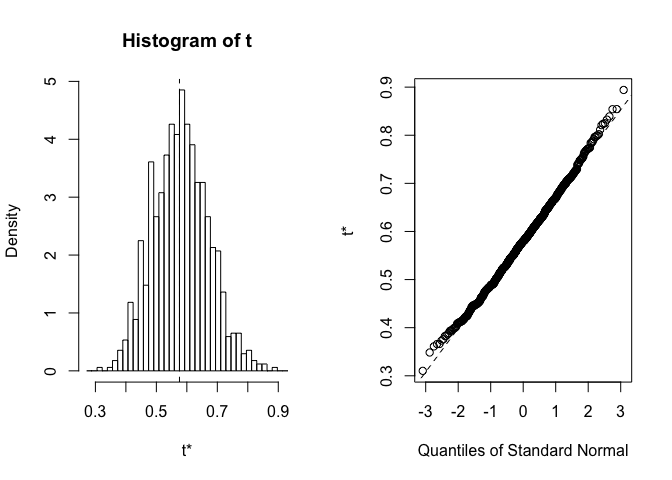 Histogram of t
Density
0
1
2
3
4
5
0.3 0.5 0.7 0.9
t*
t*
0.3
0.4
0.5
0.6
0.7
0.8
0.9
-3 -2 -1 0 1 2 3
Quantiles of Standard Normal